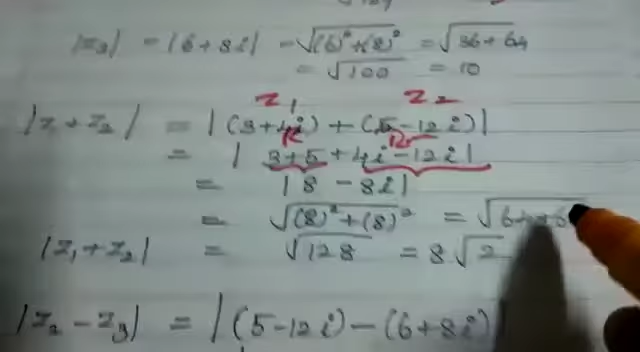 |z₃| = |6+8i| = √(6)²+(8)² = √36+64
= √100 = 10
Z₁ Z₂
|Z₁+Z₂| = |(3+4i)+(5-12i)|
= | 3+5 + 4i-12i |
= |8 - 8i|
= √(8)²+(8)² = √64+6
|Z₁+Z₂| = √128 = 8√2
|Z₂-Z₃| = |(5-12i)-(6+8i)|